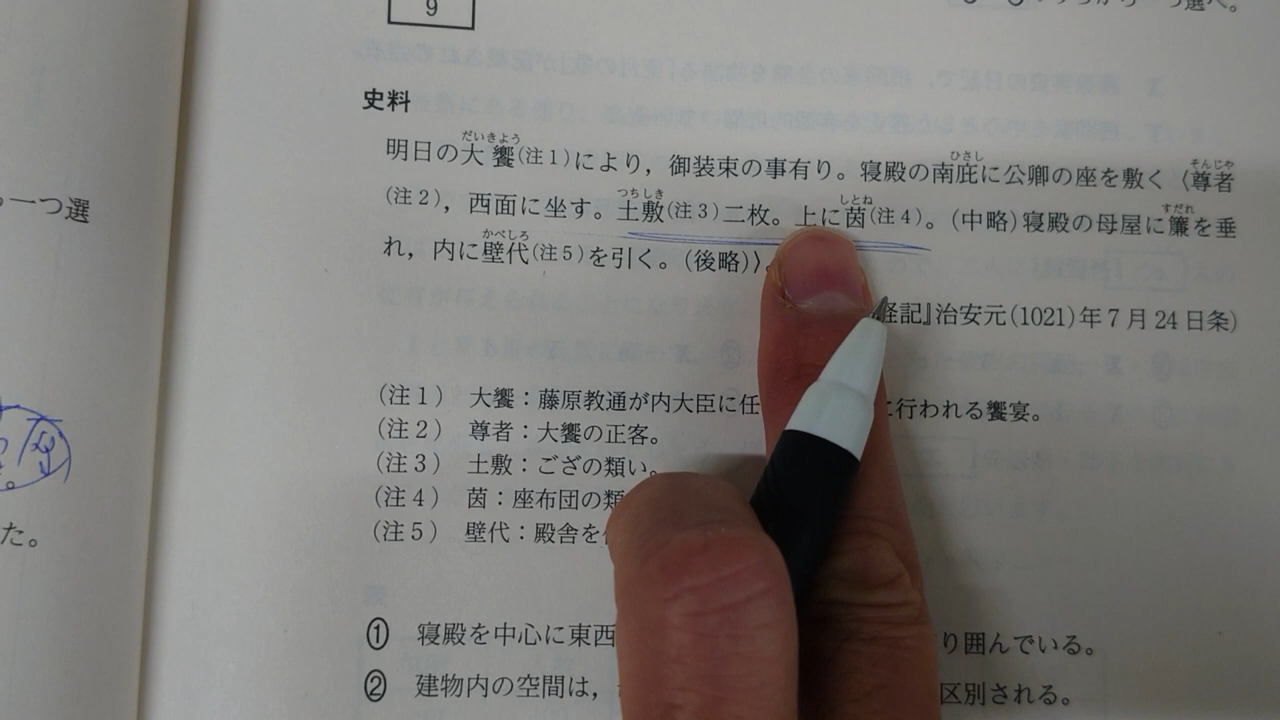 9
つ選べ。
史料
明日の大饗(注1)により，御装束の事有り。寝殿の南庇に公卿の座を敷く〈尊者
(注2)，西面に坐す。土敷(注3)二枚。上に茵(注4)。(中略)寝殿の母屋に簾を垂
れ，内に壁代(注5)を引く。(後略)〉。
経記』治安元(1021)年7月24日条)
(注1) 大饗：藤原教通が内大臣に任 に行われる饗宴。
(注2) 尊者：大饗の正客。
(注3) 土敷：ござの類い。
(注4) 茵：座布団の類
(注5) 壁代：殿舎を
① 寝殿を中心に東西 り囲んでいる。
② 建物内の空間は， 区別される。
一つ選
た。